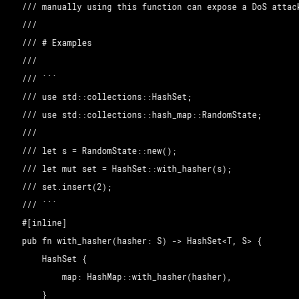 /// manually using this function can expose a DoS attack
///
/// # Examples
///
/// ```
/// use std::collections::HashSet;
/// use std::collections::hash_map::RandomState;
///
/// let s = RandomState::new();
/// let mut set = HashSet::with_hasher(s);
/// set.insert(2);
/// ```
#[inline]
pub fn with_hasher(hasher: S) -> HashSet<T, S> {
HashSet {
map: HashMap::with_hasher(hasher),
}